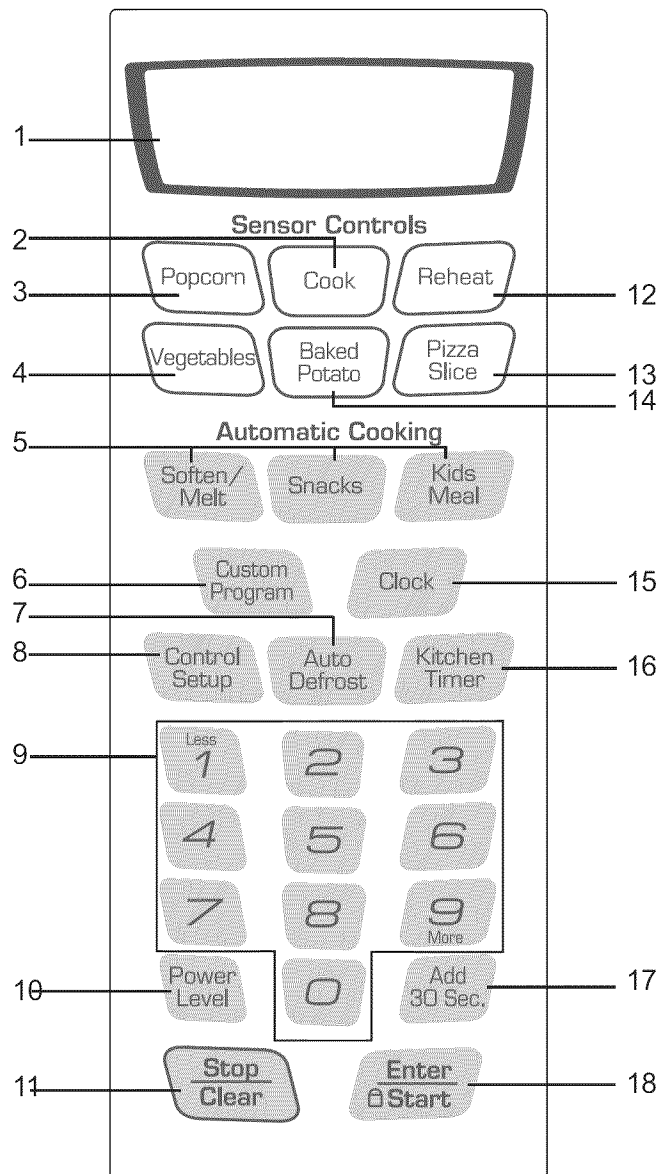 1
Sensor Controls
2
Popcorn
Cook
Reheat
3
12
Vegetables
Baked
Potato
Pizza
Slice
4
13
14
Automatic Cooking
5
Soften/
Melt
Snacks
Kids
Meal
Custom
Program
Clock
6
15
7
8
Control
Setup
Auto
Defrost
Kitchen
Timer
16
9
Less
1
2
3
4
5
6
7
8
9
More
Power
Level
0
Add
30 Sec.
10
17
Stop
Clear
Enter
Start
11
18